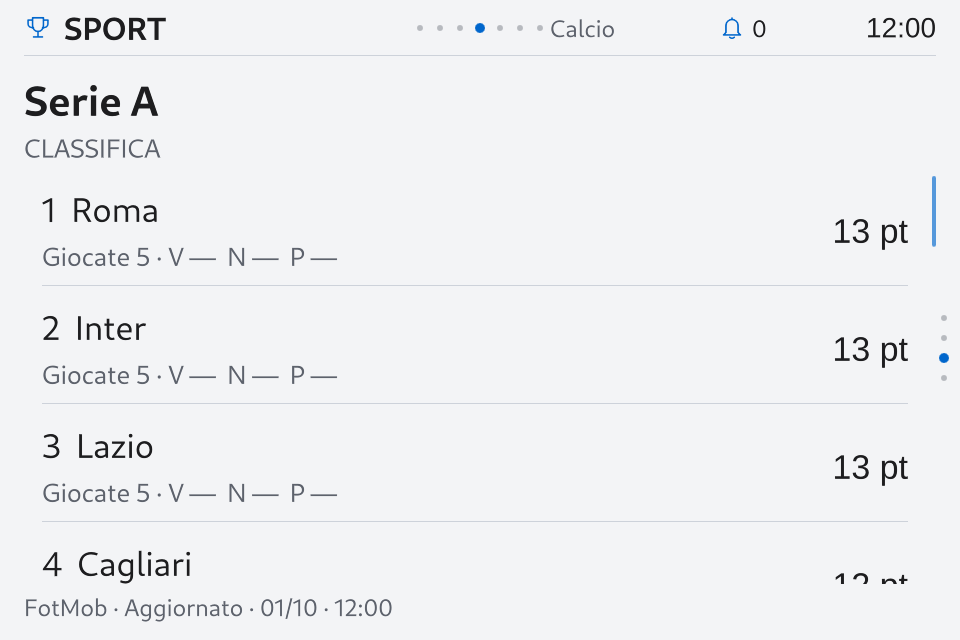 SPORT
Calcio
0
12:00
Serie A
CLASSIFICA
1 Roma
13 pt
Giocate 5 · V — N — P —
2 Inter
13 pt
Giocate 5 · V — N — P —
3 Lazio
13 pt
Giocate 5 · V — N — P —
4 Cagliari
FotMob · Aggiornato · 01/10 · 12:00